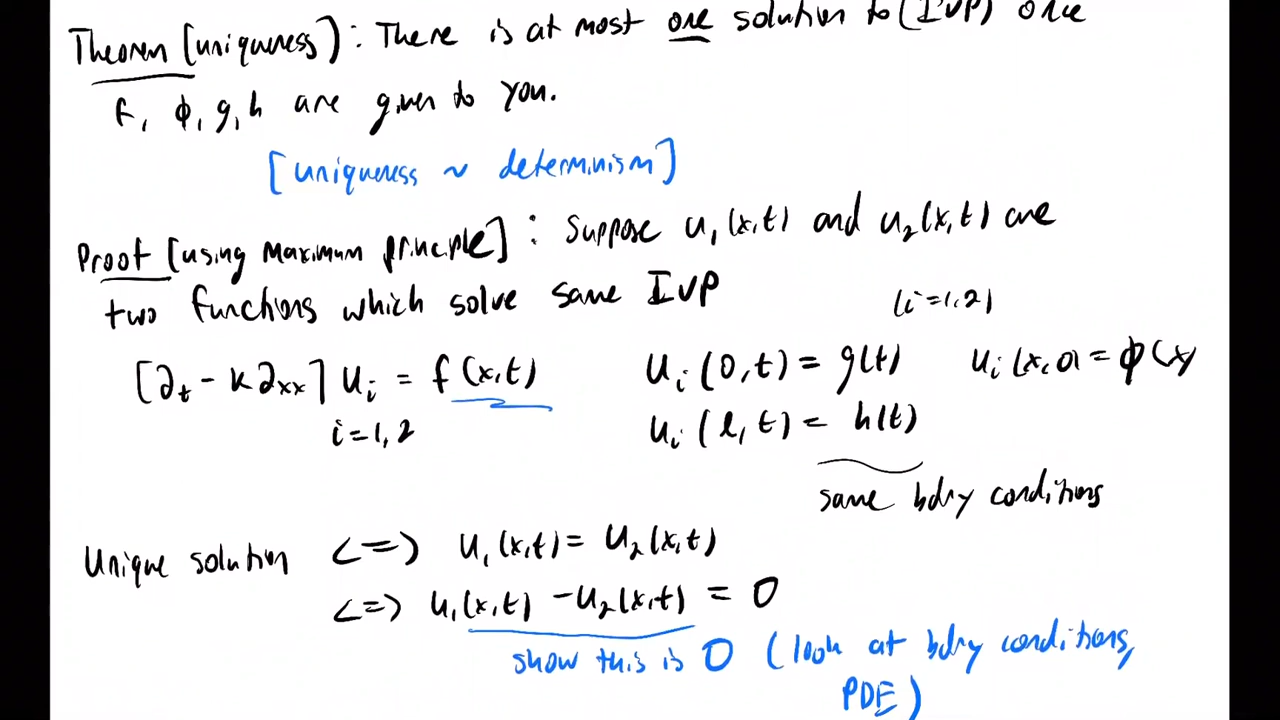 Theorem [uniqueness]: There is at most one solution to (IVP) once
f, φ, g, h are given to you.
[uniqueness ~ determinism]
Proof [using Maximum principle]: Suppose u₁(x,t) and u₂(x,t) are
two functions which solve same IVP
(i=1,2)
[∂t - k∂xx] uᵢ = f(x,t) uᵢ(0,t) = g(t) uᵢ(x,0) = φ(x)
i=1,2 uᵢ(l,t) = h(t)
same bdry conditions
Unique solution <=> u₁(x,t) = u₂(x,t)
<=> u₁(x,t) - u₂(x,t) = 0
show this is 0 (look at bdry conditions,
PDE)